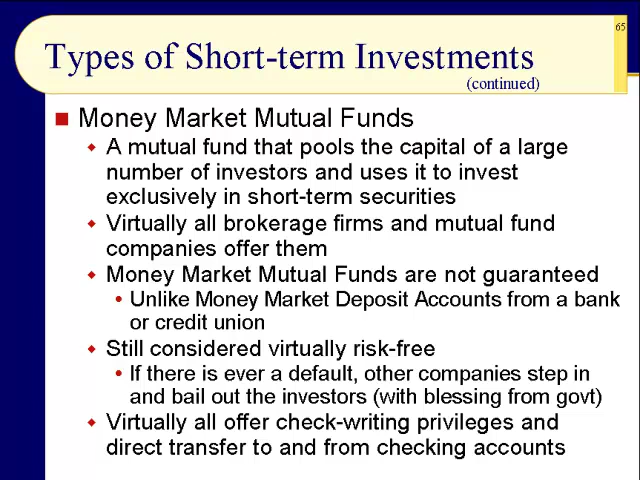 65
Types of Short-term Investments
(continued)
Money Market Mutual Funds
A mutual fund that pools the capital of a large
number of investors and uses it to invest
exclusively in short-term securities
Virtually all brokerage firms and mutual fund
companies offer them
Money Market Mutual Funds are not guaranteed
• Unlike Money Market Deposit Accounts from a bank
or credit union
Still considered virtually risk-free
• If there is ever a default, other companies step in
and bail out the investors (with blessing from govt)
Virtually all offer check-writing privileges and
direct transfer to and from checking accounts